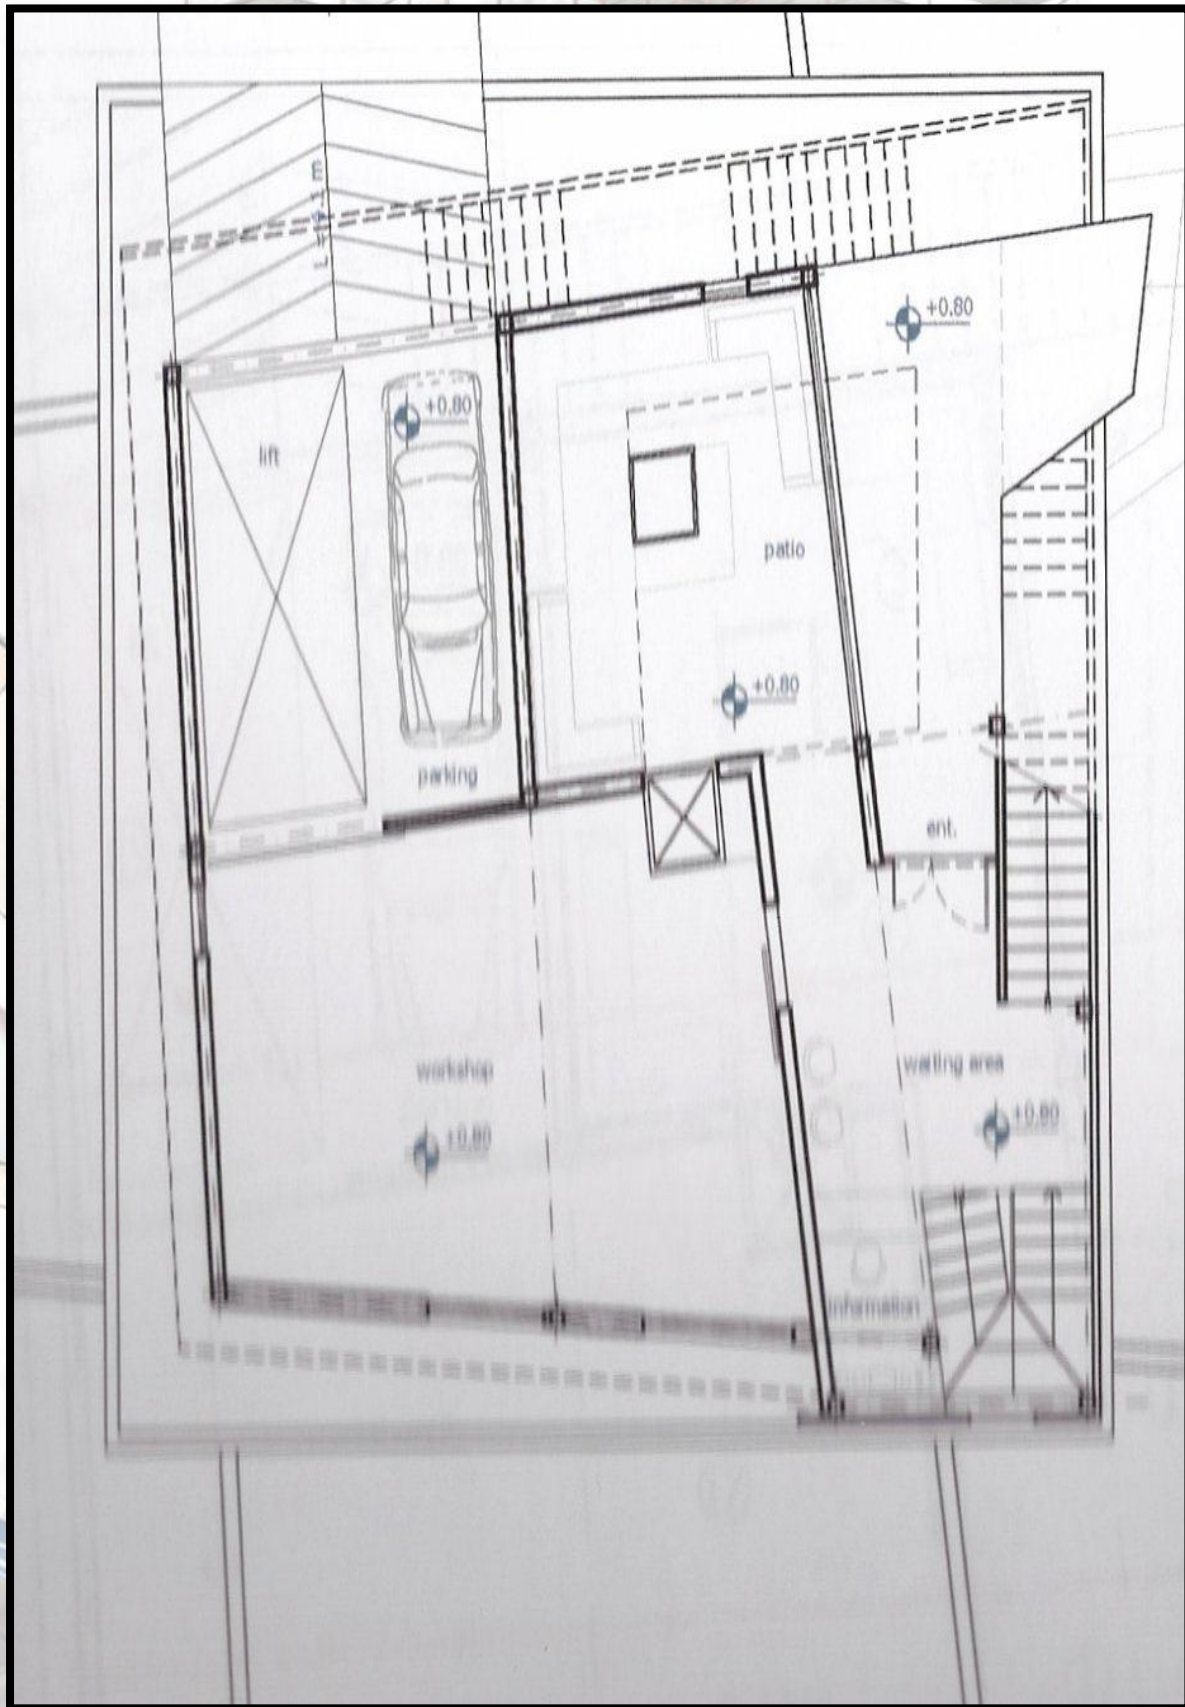 +0.80
+0.80
lift
patio
+0.80
parking
ent.
workshop
waiting area
+0.80
+0.80
information